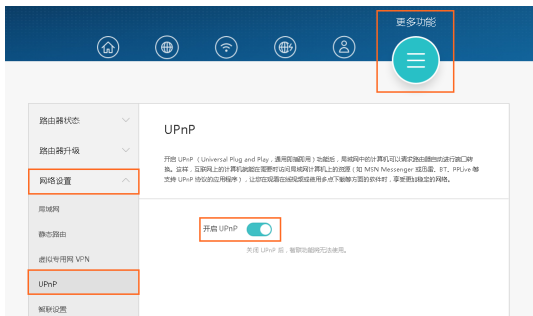 更多功能
路由器状态
UPnP
路由器升级
开启 UPnP （Universal Plug and Play，通用即插即用）功能后，局域网中的计算机可以请求路由器自动进行端口转
换。这样，互联网上的计算机就能在需要时访问局域网计算机上的资源（如 MSN Messenger 或迅雷、BT、PPLive 等
支持 UPnP 协议的应用程序），让您在观看在线视频或使用多点下载等方面的软件时，享受更加稳定的网络。
网络设置
局域网
静态路由
开启 UPnP
关闭 UPnP 后，智联功能将无法使用。
虚拟专用网 VPN
UPnP
智联设置